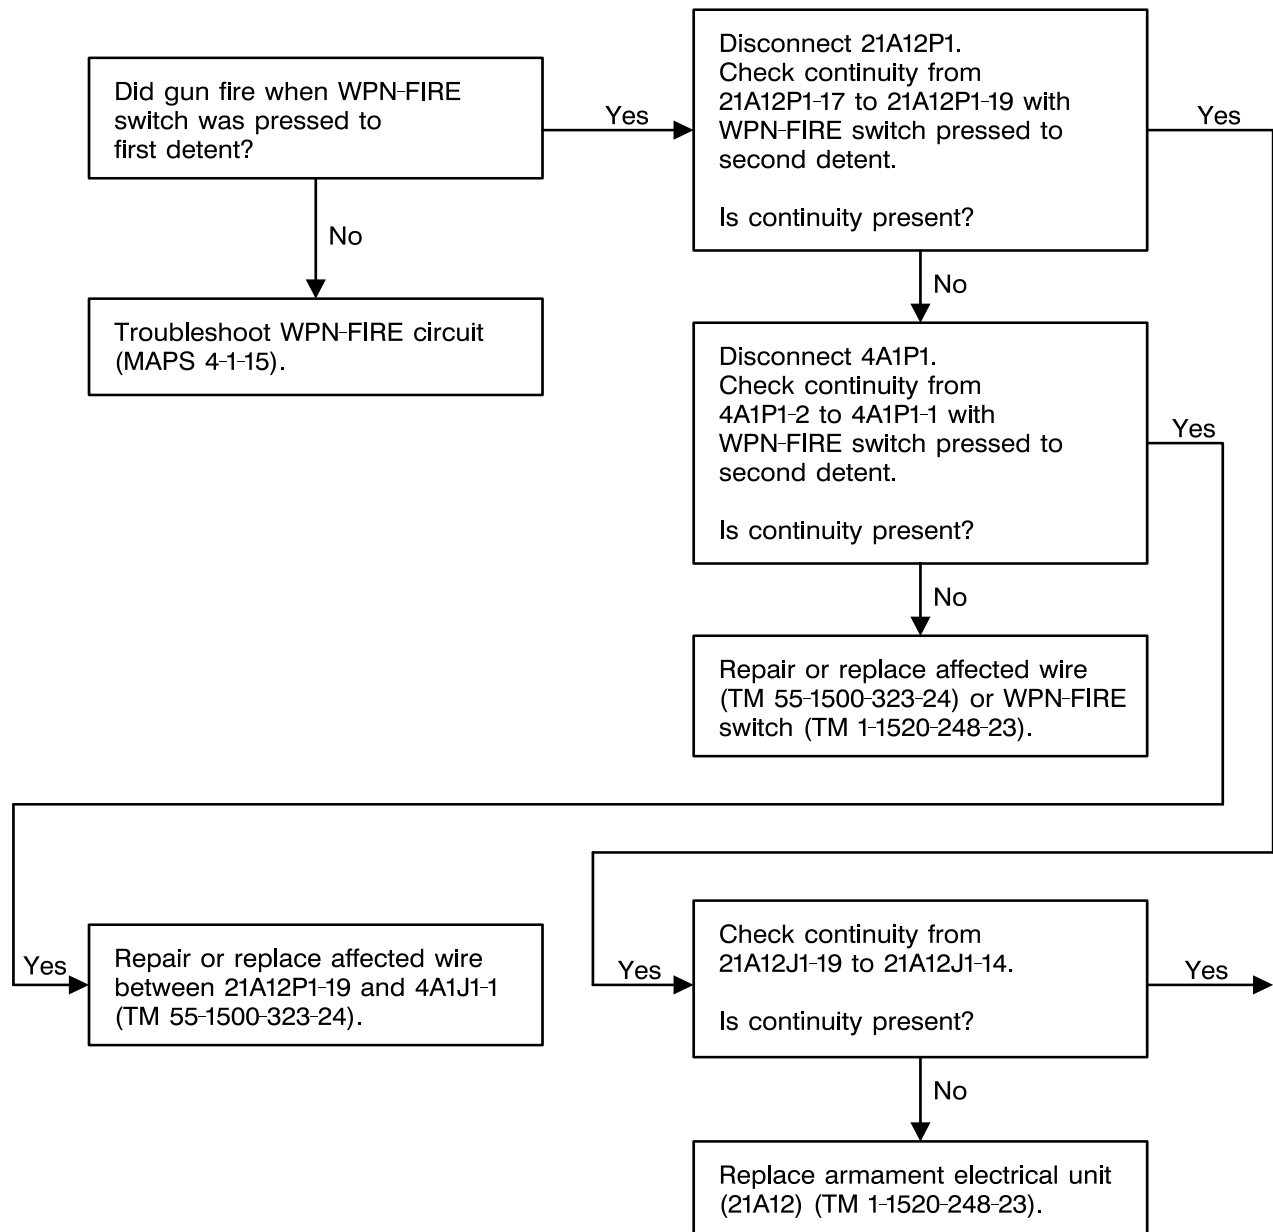 Did gun fire when WPN-FIRE
switch was pressed to
first detent?
Yes
Disconnect 21A12P1.
Check continuity from
21A12P1-17 to 21A12P1-19 with
WPN-FIRE switch pressed to
second detent.
Is continuity present?
Yes
No
Troubleshoot WPN-FIRE circuit
(MAPS 4-1-15).
No
Disconnect 4A1P1.
Check continuity from
4A1P1-2 to 4A1P1-1 with
WPN-FIRE switch pressed to
second detent.
Is continuity present?
Yes
No
Repair or replace affected wire
(TM 55-1500-323-24) or WPN-FIRE
switch (TM 1-1520-248-23).
Yes
Repair or replace affected wire
between 21A12P1-19 and 4A1J1-1
(TM 55-1500-323-24).
Yes
Check continuity from
21A12J1-19 to 21A12J1-14.
Is continuity present?
Yes
No
Replace armament electrical unit
(21A12) (TM 1-1520-248-23).